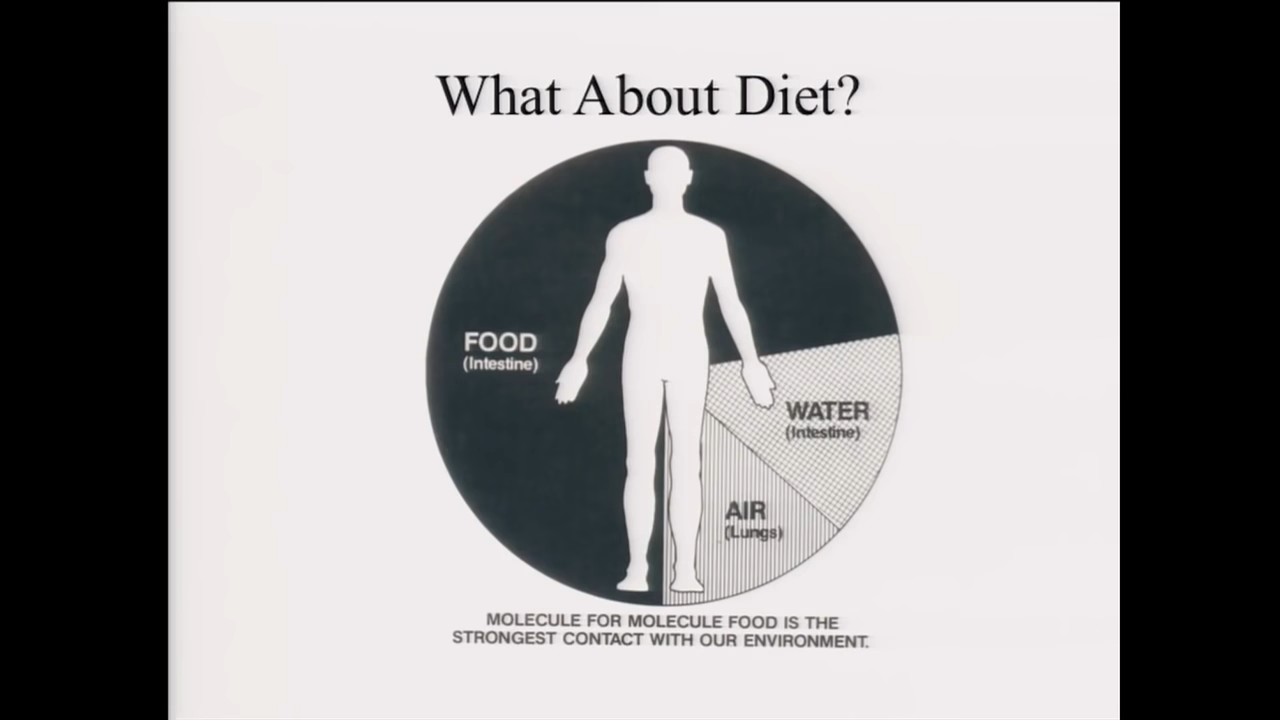 What About Diet?
FOOD
(Intestine)
WATER
(Intestine)
AIR
(Lungs)
MOLECULE FOR MOLECULE FOOD IS THE
STRONGEST CONTACT WITH OUR ENVIRONMENT.